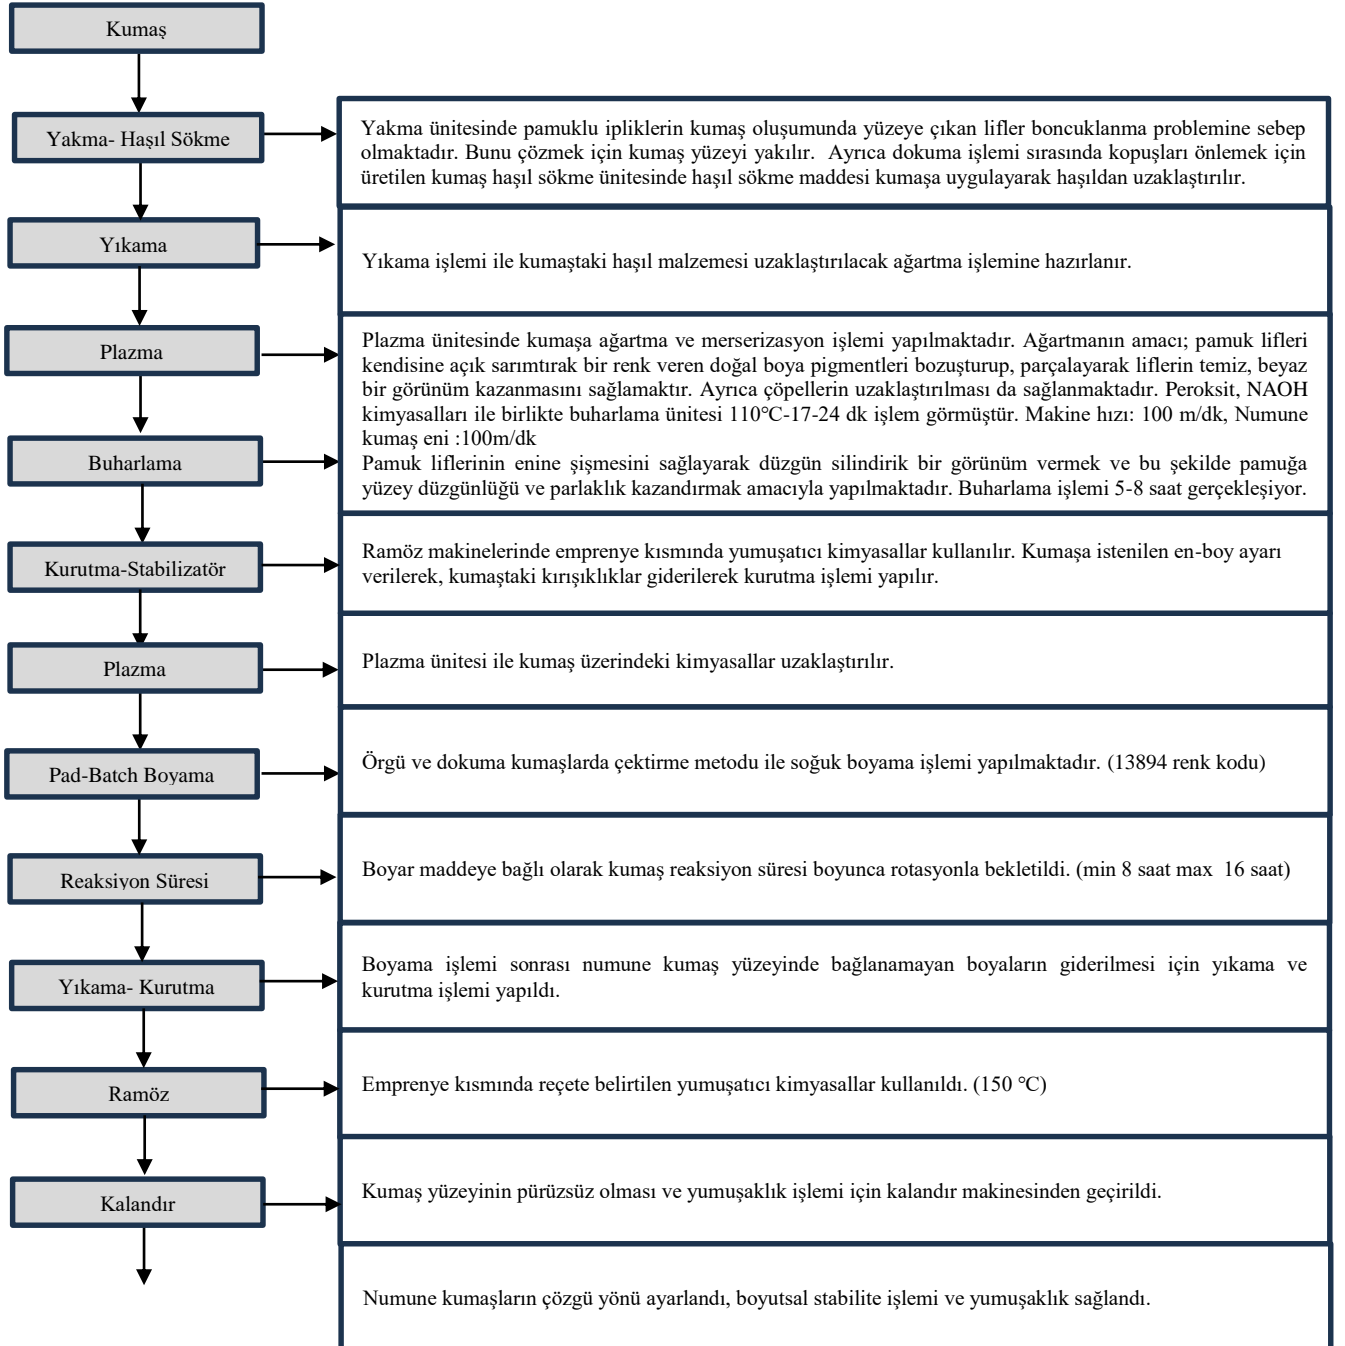 Kumaş
Yakma- Haşıl Sökme
Yakma ünitesinde pamuklu ipliklerin kumaş oluşumunda yüzeye çıkan lifler boncuklanma problemine sebep
olmaktadır. Bunu çözmek için kumaş yüzeyi yakılır. Ayrıca dokuma işlemi sırasında kopuşları önlemek için
üretilen kumaş haşıl sökme ünitesinde haşıl sökme maddesi kumaşa uygulayarak haşıldan uzaklaştırılır.
Yıkama
Yıkama işlemi ile kumaştaki haşıl malzemesi uzaklaştırılacak ağartma işlemine hazırlanır.
Plazma
Buharlama
Plazma ünitesinde kumaşa ağartma ve merserizasyon işlemi yapılmaktadır. Ağartmanın amacı; pamuk lifleri
kendisine açık sarımtırak bir renk veren doğal boya pigmentleri bozuşturup, parçalayarak liflerin temiz, beyaz
bir görünüm kazanmasını sağlamaktır. Ayrıca çöpellerin uzaklaştırılması da sağlanmaktadır. Peroksit, NAOH
kimyasalları ile birlikte buharlama ünitesi 110℃-17-24 dk işlem görmüştür. Makine hızı: 100 m/dk, Numune
kumaş eni :100m/dk
Pamuk liflerinin enine şişmesini sağlayarak düzgün silindirik bir görünüm vermek ve bu şekilde pamuğa
yüzey düzgünlüğü ve parlaklık kazandırmak amacıyla yapılmaktadır. Buharlama işlemi 5-8 saat gerçekleşiyor.
Kurutma-Stabilizatör
Ramöz makinelerinde emprenye kısmında yumuşatıcı kimyasallar kullanılır. Kumaşa istenilen en-boy ayarı
verilerek, kumaştaki kırışıklıklar giderilerek kurutma işlemi yapılır.
Plazma
Plazma ünitesi ile kumaş üzerindeki kimyasallar uzaklaştırılır.
Pad-Batch Boyama
Örgü ve dokuma kumaşlarda çektirme metodu ile soğuk boyama işlemi yapılmaktadır. (13894 renk kodu)
Reaksiyon Süresi
Boyar maddeye bağlı olarak kumaş reaksiyon süresi boyunca rotasyonla bekletildi. (min 8 saat max 16 saat)
Yıkama- Kurutma
Boyama işlemi sonrası numune kumaş yüzeyinde bağlanamayan boyaların giderilmesi için yıkama ve
kurutma işlemi yapıldı.
Ramöz
Emprenye kısmında reçete belirtilen yumuşatıcı kimyasallar kullanıldı. (150 ℃)
Kalandır
Kumaş yüzeyinin pürüzsüz olması ve yumuşaklık işlemi için kalandır makinesinden geçirildi.
Numune kumaşların çözgü yönü ayarlandı, boyutsal stabilite işlemi ve yumuşaklık sağlandı.